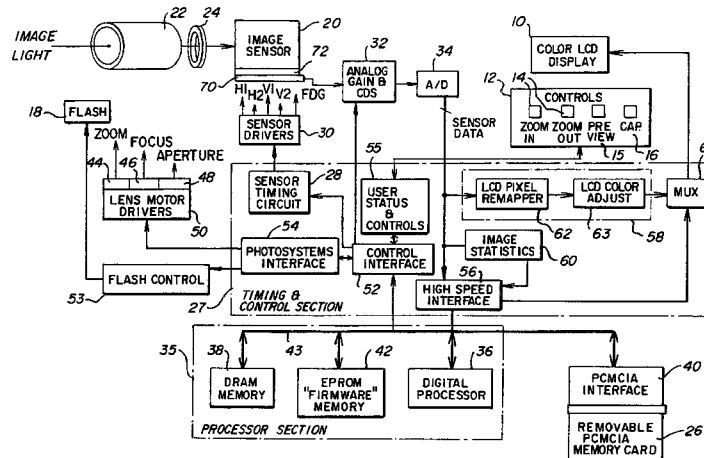 22
24
20
IMAGE
LIGHT
IMAGE
SENSOR
72
70
32
34
10
COLOR LCD
DISPLAY
ANALOG
GAIN &
CDS
A/D
12
14
CONTROLS
ZOOM
IN
ZOOM
OUT
PRE
VIEW
CAP
15
16
SENSOR
DATA
H1
H2
V1
V2
FDG
18
FLASH
SENSOR
DRIVERS
30
ZOOM
FOCUS
APERTURE
44
46
48
LENS MOTOR
DRIVERS
50
28
SENSOR
TIMING
CIRCUIT
55
USER
STATUS &
CONTROLS
LCD PIXEL
REMAPPER
62
LCD COLOR
ADJUST
63
58
MUX
54
PHOTOSYSTEMS
INTERFACE
CONTROL
INTERFACE
52
IMAGE
STATISTICS
60
56
HIGH SPEED
INTERFACE
FLASH CONTROL
53
27
TIMING &
CONTROL SECTION
35
38
43
42
36
DRAM
MEMORY
EPROM
"FIRMWARE"
MEMORY
DIGITAL
PROCESSOR
PROCESSOR SECTION
PCMCIA
INTERFACE
40
REMOVABLE
PCMCIA
MEMORY CARD
26